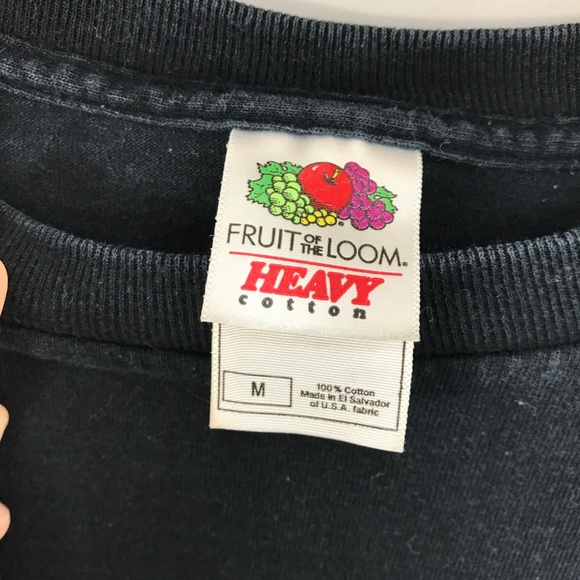 FRUIT OF THE LOOM®
HEAVY
cotton
M
100% Cotton
Made in El Salvador
of U.S.A. fabric